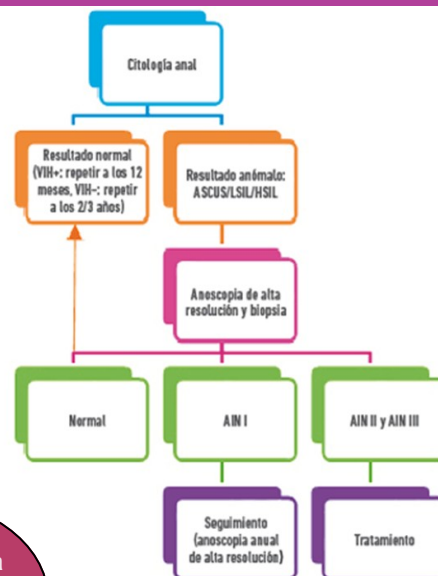 Citología anal
Resultado normal
(VIH+: repetir a los 12
meses, VIH-: repetir
a los 2/3 años)
Resultado anómalo:
ASCUS/LSIL/HSIL
Anoscopia de alta
resolución y biopsia
Normal
AIN I
AIN II y AIN III
Seguimiento
(anoscopia anual
de alta resolución)
Tratamiento